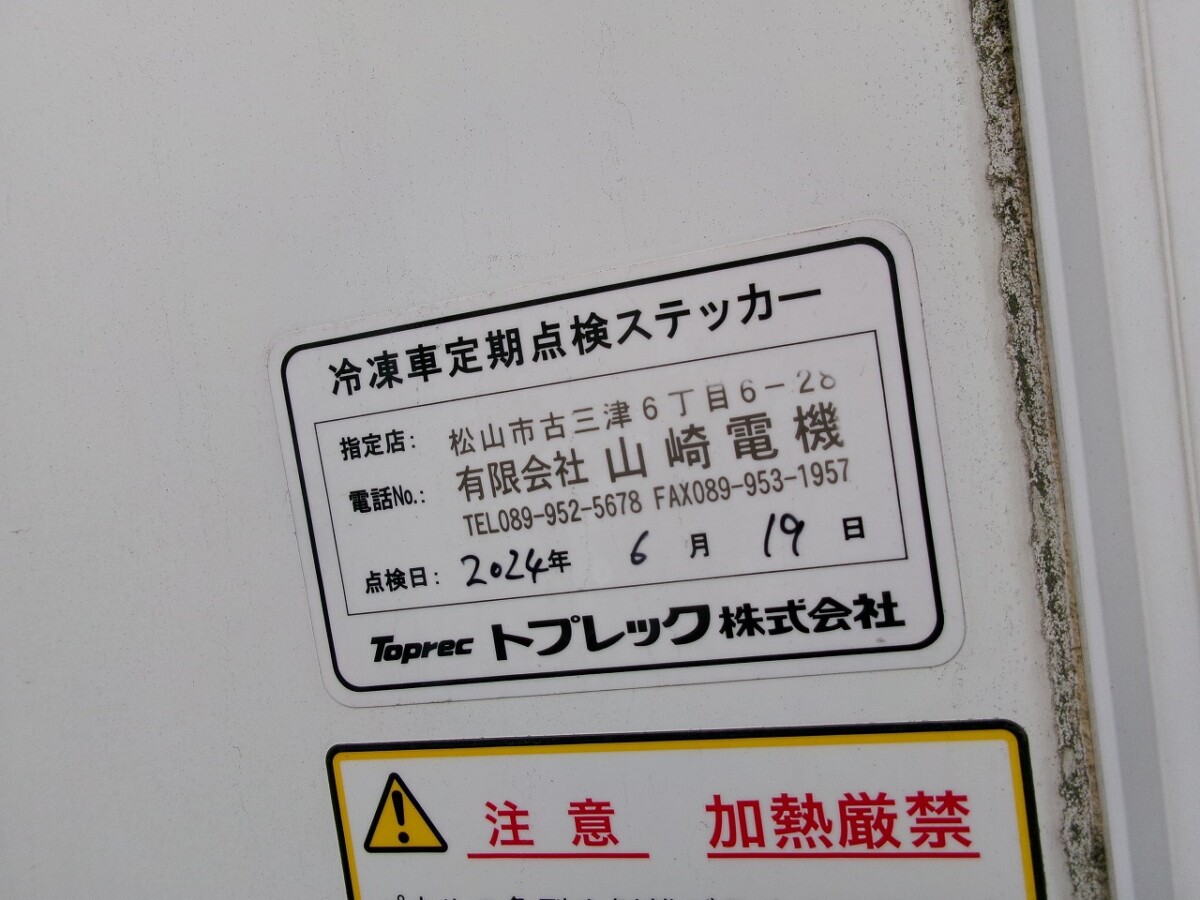 冷凍車定期点検ステッカー
指定店: 松山市古三津6丁目6-28
電話No.: 有限会社 山崎電機
TEL089-952-5678 FAX089-953-1957
点検日: 2024年 6月 19日
Toprec トプレック株式会社
注意 加熱厳禁